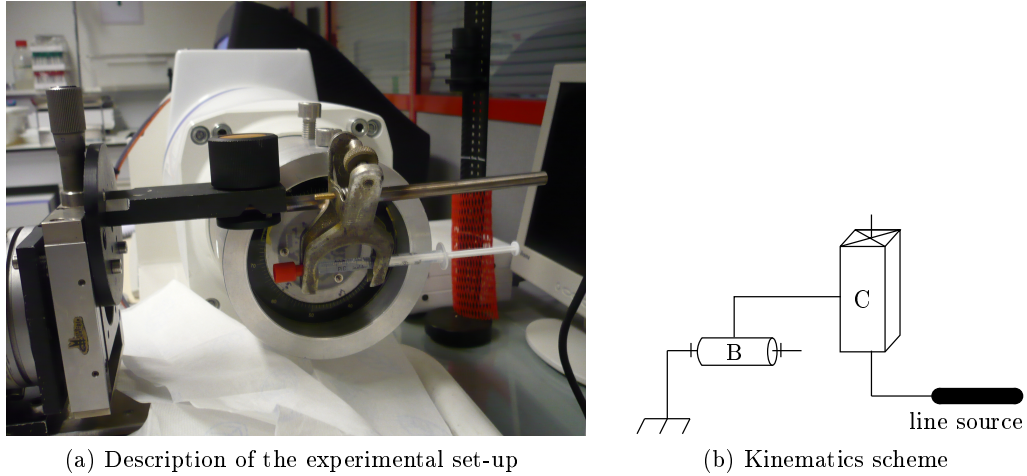 B
C
line source
(a) Description of the experimental set-up
(b) Kinematics scheme